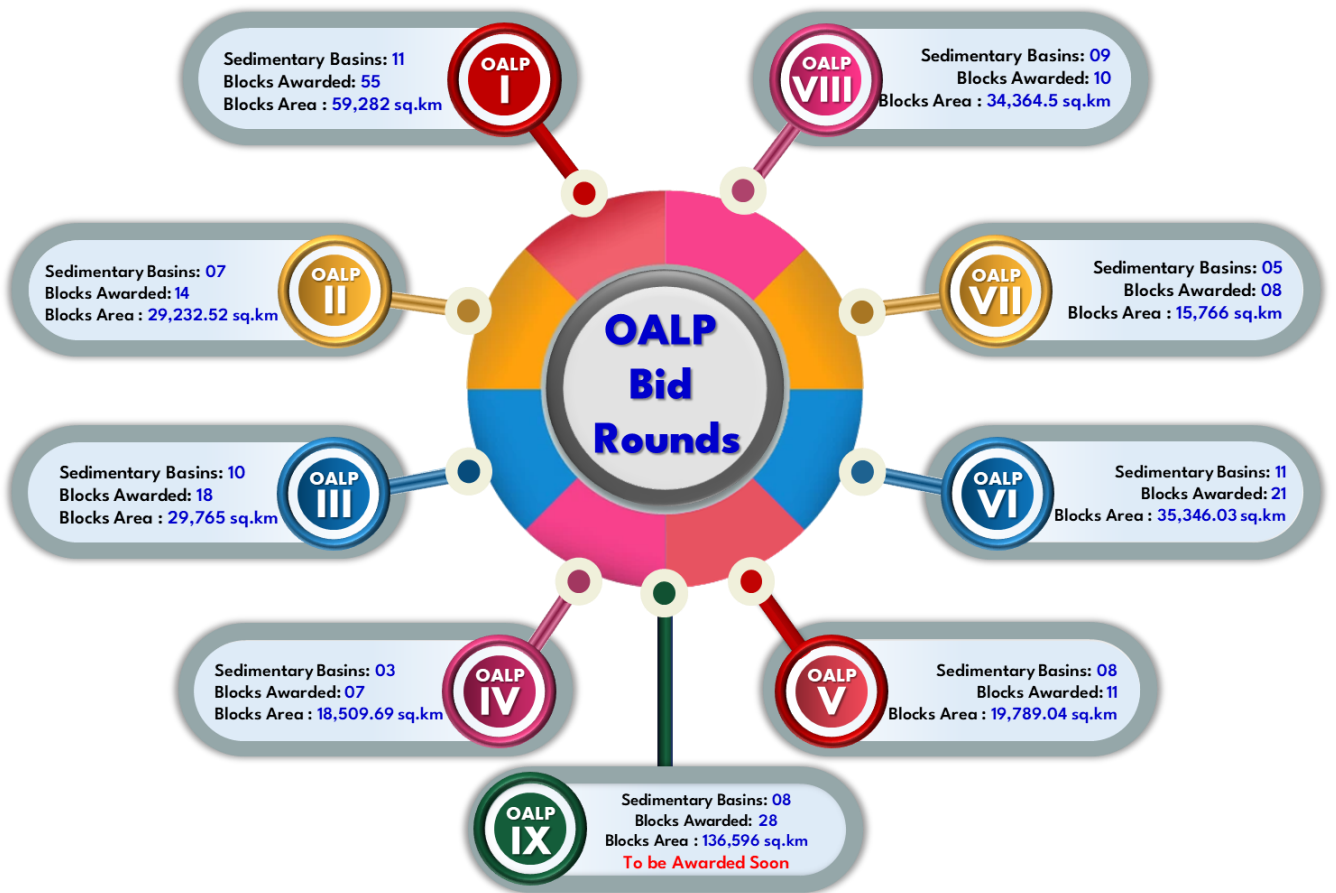 OALP
Bid
Rounds
OALP
I
Sedimentary Basins: 11
Blocks Awarded: 55
Blocks Area : 59,282 sq.km
OALP
II
Sedimentary Basins: 07
Blocks Awarded: 14
Blocks Area : 29,232.52 sq.km
OALP
III
Sedimentary Basins: 10
Blocks Awarded: 18
Blocks Area : 29,765 sq.km
OALP
IV
Sedimentary Basins: 03
Blocks Awarded: 07
Blocks Area : 18,509.69 sq.km
OALP
V
Sedimentary Basins: 08
Blocks Awarded: 11
Blocks Area : 19,789.04 sq.km
OALP
VI
Sedimentary Basins: 11
Blocks Awarded: 21
Blocks Area : 35,346.03 sq.km
OALP
VII
Sedimentary Basins: 05
Blocks Awarded: 08
Blocks Area : 15,766 sq.km
OALP
VIII
Sedimentary Basins: 09
Blocks Awarded: 10
Blocks Area : 34,364.5 sq.km
OALP
IX
Sedimentary Basins: 08
Blocks Awarded: 28
Blocks Area : 136,596 sq.km
To be Awarded Soon